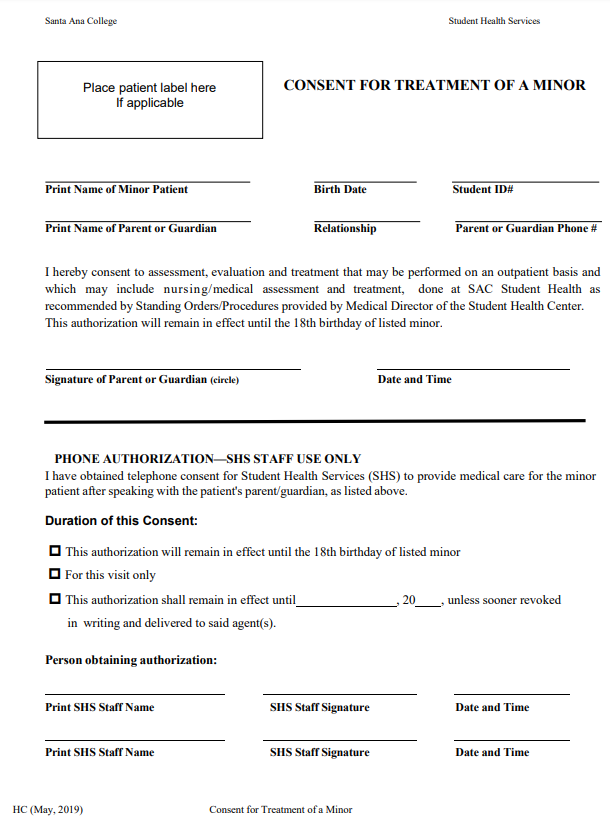 Santa Ana College Student Health Services
Place patient label here
If applicable
CONSENT FOR TREATMENT OF A MINOR
Print Name of Minor Patient Birth Date Student ID#
Print Name of Parent or Guardian Relationship Parent or Guardian Phone #
I hereby consent to assessment, evaluation and treatment that may be performed on an outpatient basis and
which may include nursing/medical assessment and treatment, done at SAC Student Health as
recommended by Standing Orders/Procedures provided by Medical Director of the Student Health Center.
This authorization will remain in effect until the 18th birthday of listed minor.
Signature of Parent or Guardian (circle) Date and Time
PHONE AUTHORIZATION—SHS STAFF USE ONLY
I have obtained telephone consent for Student Health Services (SHS) to provide medical care for the minor
patient after speaking with the patient's parent/guardian, as listed above.
Duration of this Consent:
This authorization will remain in effect until the 18th birthday of listed minor
For this visit only
This authorization shall remain in effect until________________, 20____, unless sooner revoked
in writing and delivered to said agent(s).
Person obtaining authorization:
Print SHS Staff Name SHS Staff Signature Date and Time
Print SHS Staff Name SHS Staff Signature Date and Time
HC (May, 2019) Consent for Treatment of a Minor